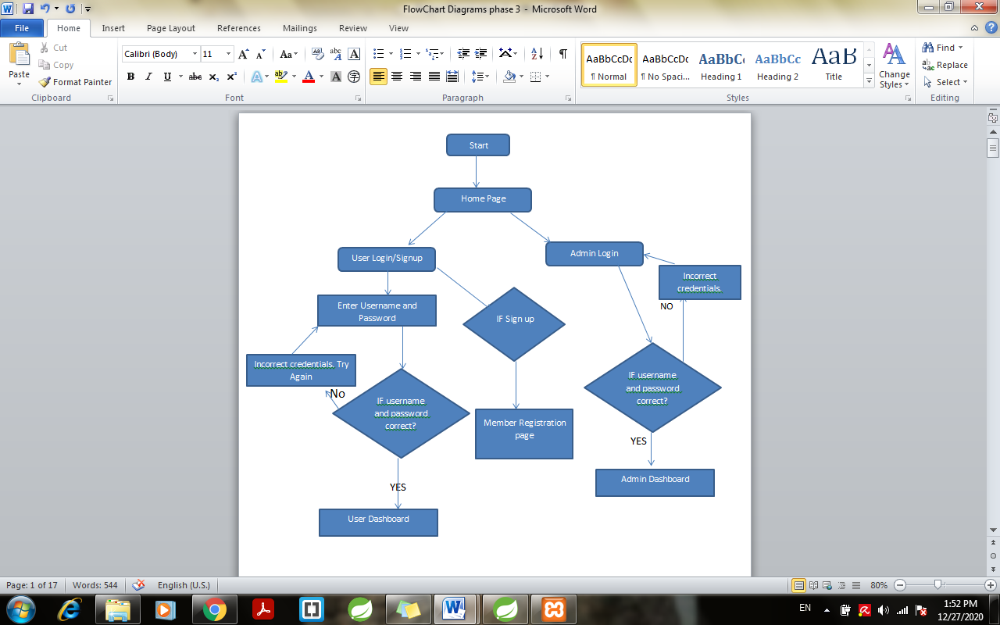 FlowChart Diagrams phase 3 - Microsoft Word
File Home Insert Page Layout References Mailings Review View
Cut
Copy
Format Painter
Paste
Clipboard
Calibri (Body) 11
Font
Paragraph
AaBbCcDc AaBbCcDc AaBbCc AaBbCc AaB
¶ Normal ¶ No Spaci... Heading 1 Heading 2 Title
Change
Styles
Styles
Find
Replace
Select
Editing
Start
Home Page
User Login/Signup
Admin Login
Incorrect
credentials.
NO
Enter Username and
Password
IF Sign up
Incorrect credentials. Try
Again
No
IF username
and password
correct?
IF username
and password
correct?
Member Registration
page
YES
Admin Dashboard
YES
User Dashboard
Page: 1 of 17 Words: 544 English (U.S.) 80%
EN
1:52 PM
12/27/2020